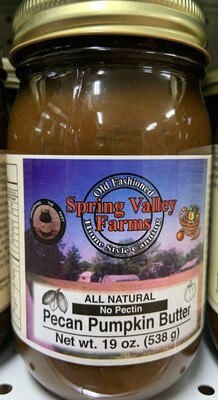 Old Fashioned
Spring Valley
Farms
Home Style Canning
ALL NATURAL
No Pectin
Pecan Pumpkin Butter
Net wt. 19 oz. (538 g)